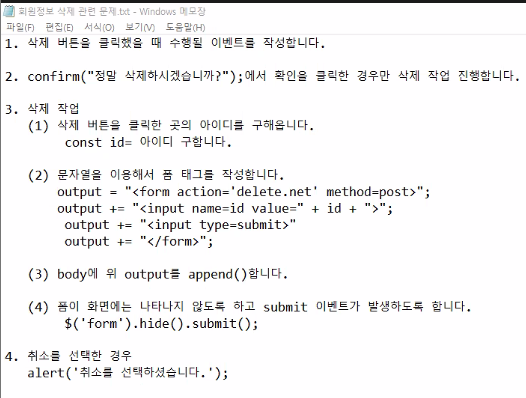 회원정보 삭제 관련 문제.txt - Windows 메모장
파일(F) 편집(E) 서식(O) 보기(V) 도움말(H)
1. 삭제 버튼을 클릭했을 때 수행될 이벤트를 작성합니다.
2. confirm("정말 삭제하시겠습니까?");에서 확인을 클릭한 경우만 삭제 작업 진행합니다.
3. 삭제 작업
(1) 삭제 버튼을 클릭한 곳의 아이디를 구해옵니다.
const id= 아이디 구합니다.
(2) 문자열을 이용해서 폼 태그를 작성합니다.
output = "<form action='delete.net' method=post>";
output += "<input name=id value=" + id + ">";
output += "<input type=submit>"
output += "</form>";
(3) body에 위 output를 append()합니다.
(4) 폼이 화면에는 나타나지 않도록 하고 submit 이벤트가 발생하도록 합니다.
$('form').hide().submit();
4. 취소를 선택한 경우
alert('취소를 선택하셨습니다.');